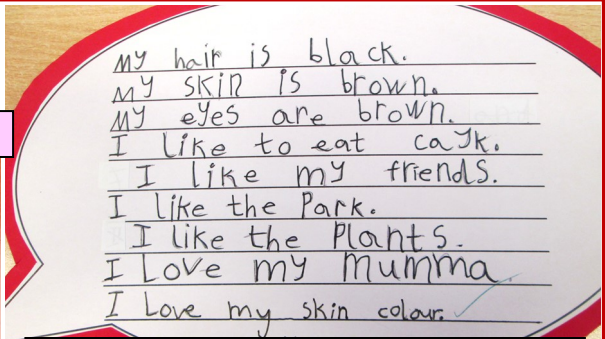 My hair is black.
My skin is brown.
My eyes are brown.
I like to eat cayk.
I like my friends.
I like the Park.
I like the Plants.
I Love my Mumma
I Love my skin colour.